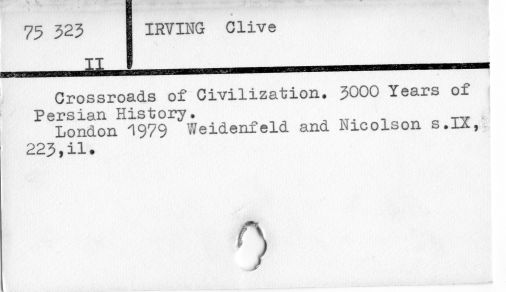 75 323
IRVING Clive
II
Crossroads of Civilization. 3000 Years of
Persian History.
London 1979 Weidenfeld and Nicolson s.IX,
223,il.